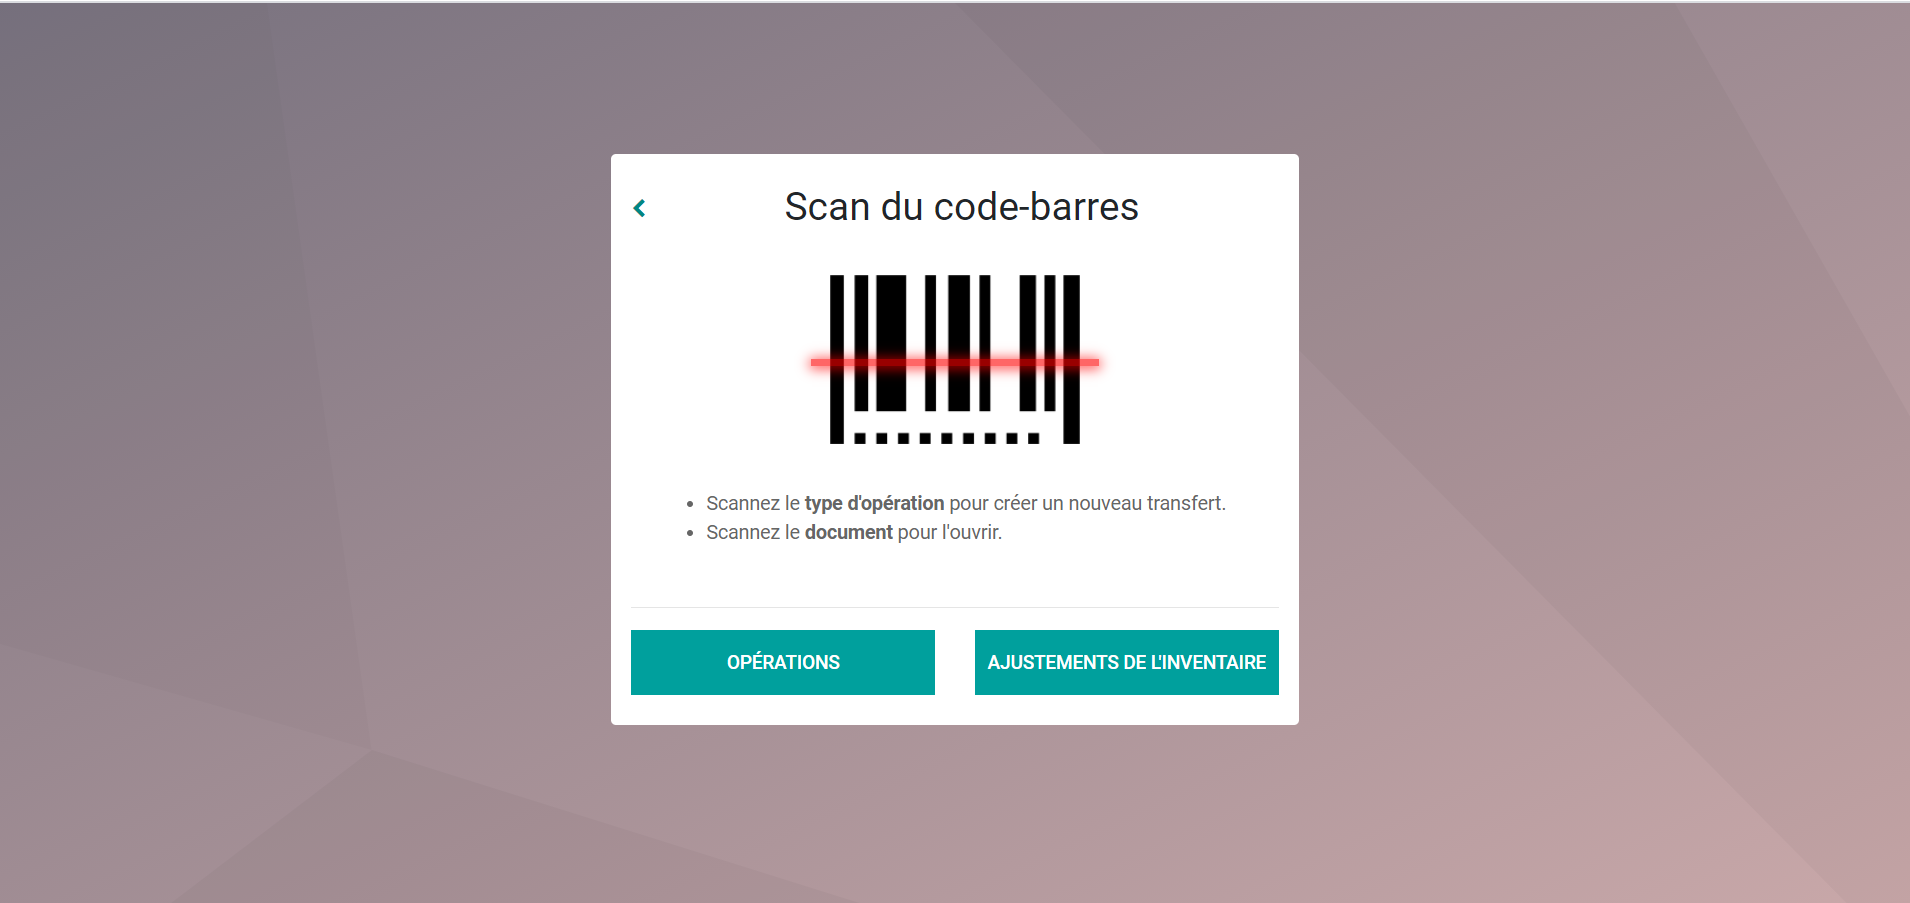 Scan du code-barres
Scannez le type d'opération pour créer un nouveau transfert.
Scannez le document pour l'ouvrir.
OPÉRATIONS
AJUSTEMENTS DE L'INVENTAIRE